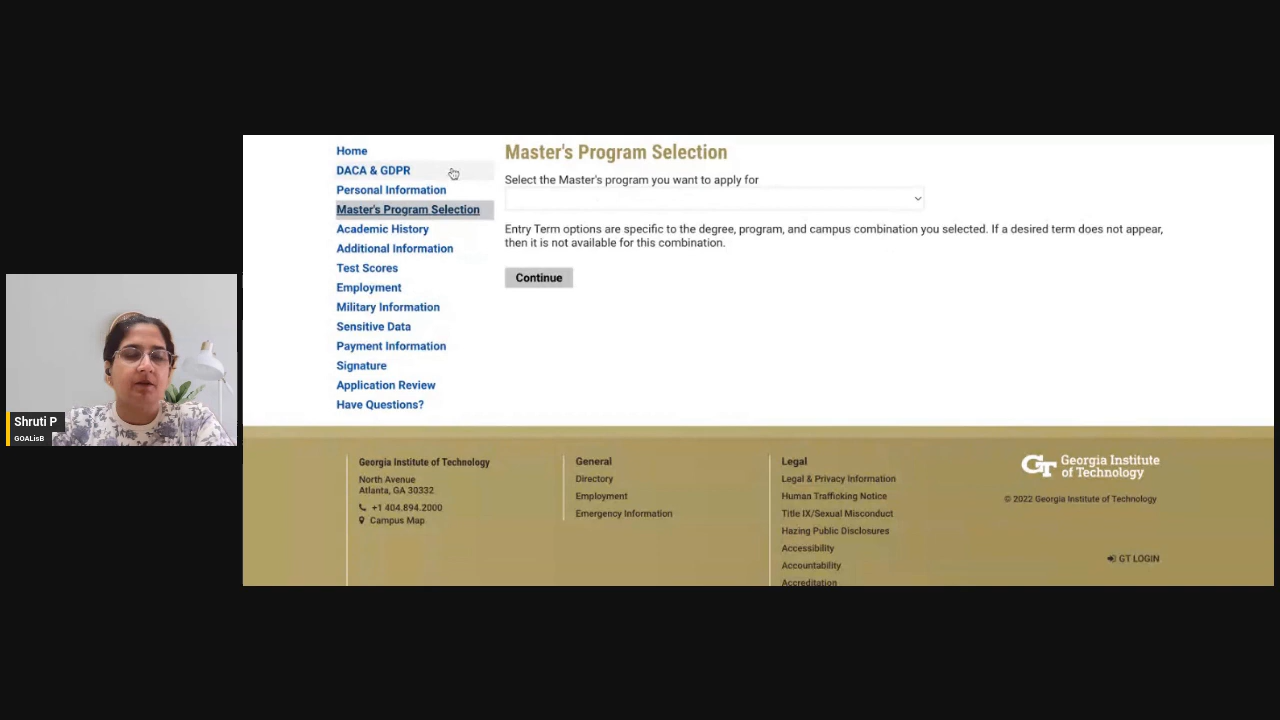 Home
DACA & GDPR
Personal Information
Master's Program Selection
Academic History
Additional Information
Test Scores
Employment
Military Information
Sensitive Data
Payment Information
Signature
Application Review
Have Questions?
Master's Program Selection
Select the Master's program you want to apply for
Entry Term options are specific to the degree, program, and campus combination you selected. If a desired term does not appear,
then it is not available for this combination.
Continue
Shruti P
GOALisB
Georgia Institute of Technology
North Avenue
Atlanta, GA 30332
+1 404.894.2000
Campus Map
General
Directory
Employment
Emergency Information
Legal
Legal & Privacy Information
Human Trafficking Notice
Title IX/Sexual Misconduct
Hazing Public Disclosures
Accessibility
Accountability
Accreditation
GT Georgia Institute
of Technology
© 2022 Georgia Institute of Technology
GT LOGIN